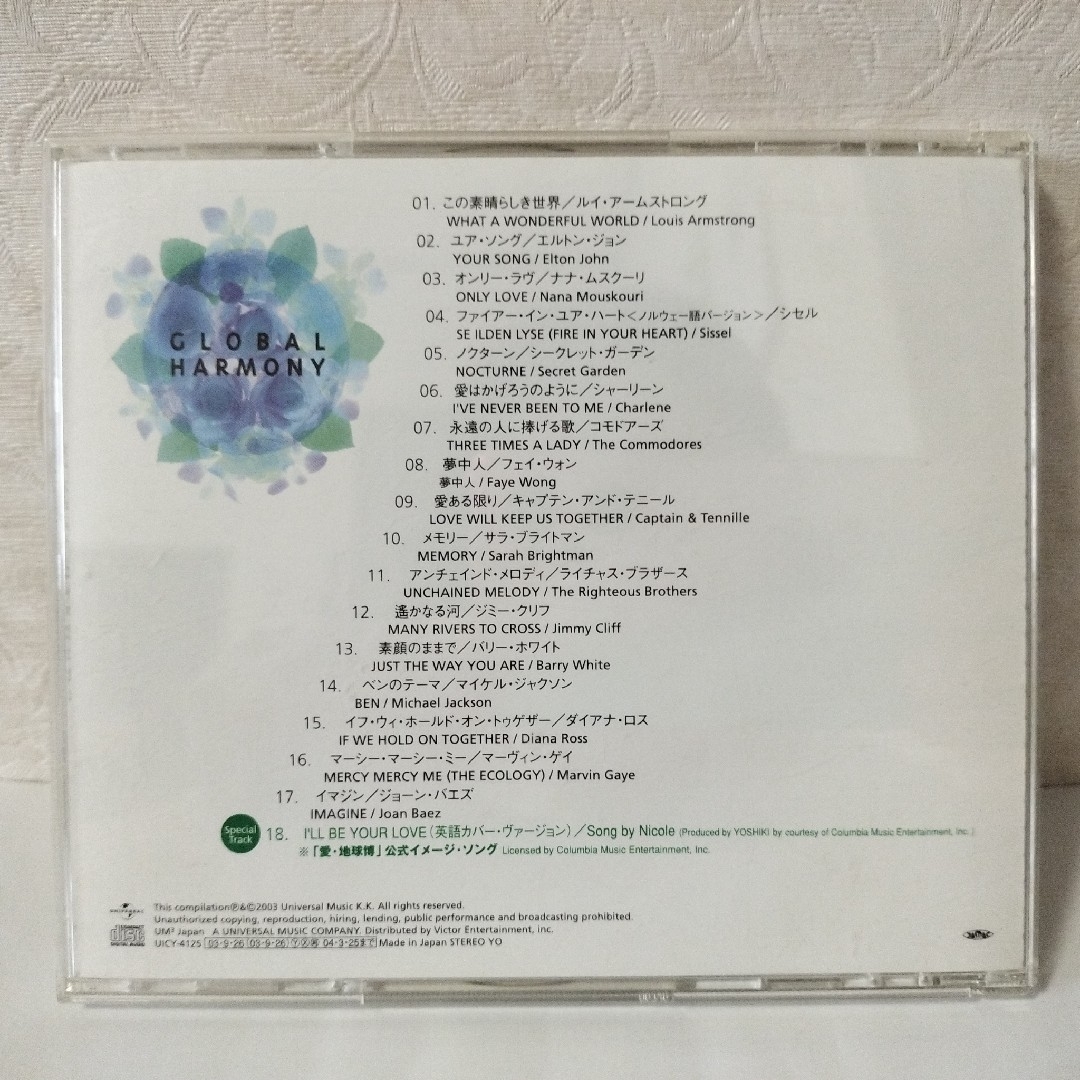 GLOBAL
HARMONY
01. この素晴らしき世界／ルイ・アームストロング
WHAT A WONDERFUL WORLD / Louis Armstrong
02. ユア・ソング／エルトン・ジョン
YOUR SONG / Elton John
03. オンリー・ラヴ／ナナ・ムスクーリ
ONLY LOVE / Nana Mouskouri
04. ファイアー・イン・ユア・ハート＜ノルウェー語バージョン＞／シセル
SE ILDEN LYSE (FIRE IN YOUR HEART) / Sissel
05. ノクターン／シークレット・ガーデン
NOCTURNE / Secret Garden
06. 愛はかげろうのように／シャーリーン
I'VE NEVER BEEN TO ME / Charlene
07. 永遠の人に捧げる歌／コモドアーズ
THREE TIMES A LADY / The Commodores
08. 夢中人／フェイ・ウォン
夢中人 / Faye Wong
09. 愛ある限り／キャプテン・アンド・テニール
LOVE WILL KEEP US TOGETHER / Captain & Tennille
10. メモリー／サラ・ブライトマン
MEMORY / Sarah Brightman
11. アンチェインド・メロディ／ライチャス・ブラザース
UNCHAINED MELODY / The Righteous Brothers
12. 遙かなる河／ジミー・クリフ
MANY RIVERS TO CROSS / Jimmy Cliff
13. 素顔のままで／バリー・ホワイト
JUST THE WAY YOU ARE / Barry White
14. ベンのテーマ／マイケル・ジャクソン
BEN / Michael Jackson
15. イフ・ウィ・ホールド・オン・トゥゲザー／ダイアナ・ロス
IF WE HOLD ON TOGETHER / Diana Ross
16. マーシー・マーシー・ミー／マーヴィン・ゲイ
MERCY MERCY ME (THE ECOLOGY) / Marvin Gaye
17. イマジン／ジョーン・バエズ
IMAGINE / Joan Baez
Special
Track
18. I'LL BE YOUR LOVE（英語カバー・ヴァージョン）／Song by Nicole (Produced by YOSHIKI by courtesy of Columbia Music Entertainment, Inc.)
※「愛・地球博」公式イメージ・ソング Licensed by Columbia Music Entertainment, Inc.
UNIVERSAL
This compilation℗&©2003 Universal Music K.K. All rights reserved.
Unauthorized copying, reproduction, hiring, lending, public performance and broadcasting prohibited.
UM³ Japan A UNIVERSAL MUSIC COMPANY. Distributed by Victor Entertainment, Inc.
UICY-4125 03・9・26 03・9・26 04・3・25まで Made in Japan STEREO YO